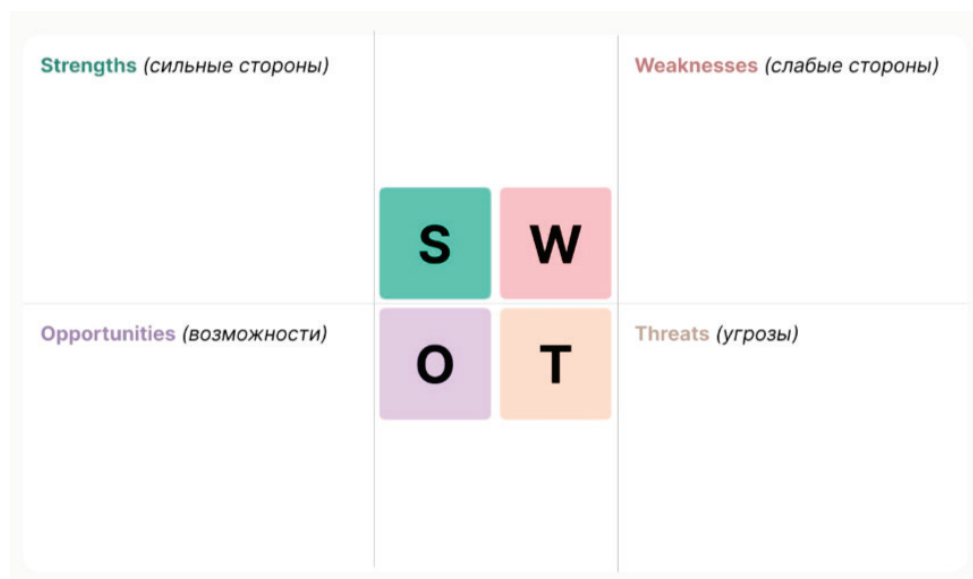 Strengths (сильные стороны)
Weaknesses (слабые стороны)
S W
O T
Opportunities (возможности)
Threats (угрозы)